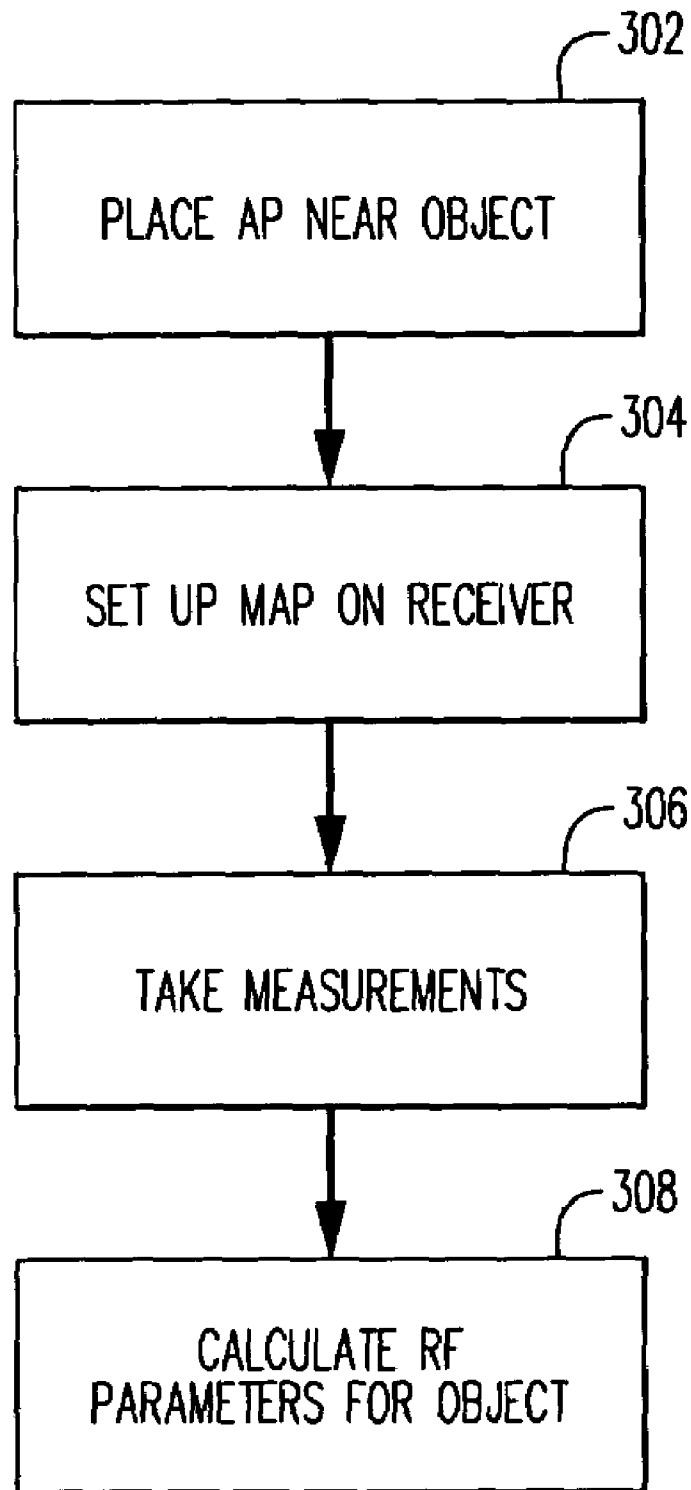 302
PLACE AP NEAR OBJECT
304
SET UP MAP ON RECEIVER
306
TAKE MEASUREMENTS
308
CALCULATE RF
PARAMETERS FOR OBJECT